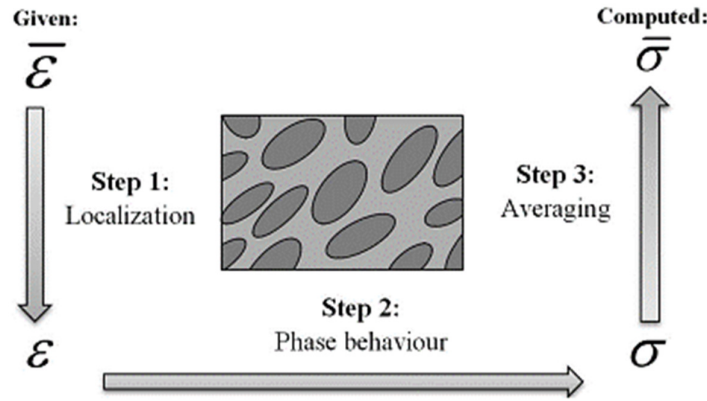 Given:
ε̅
Computed:
σ̅
Step 1:
Localization
Step 3:
Averaging
Step 2:
Phase behaviour
ε
σ